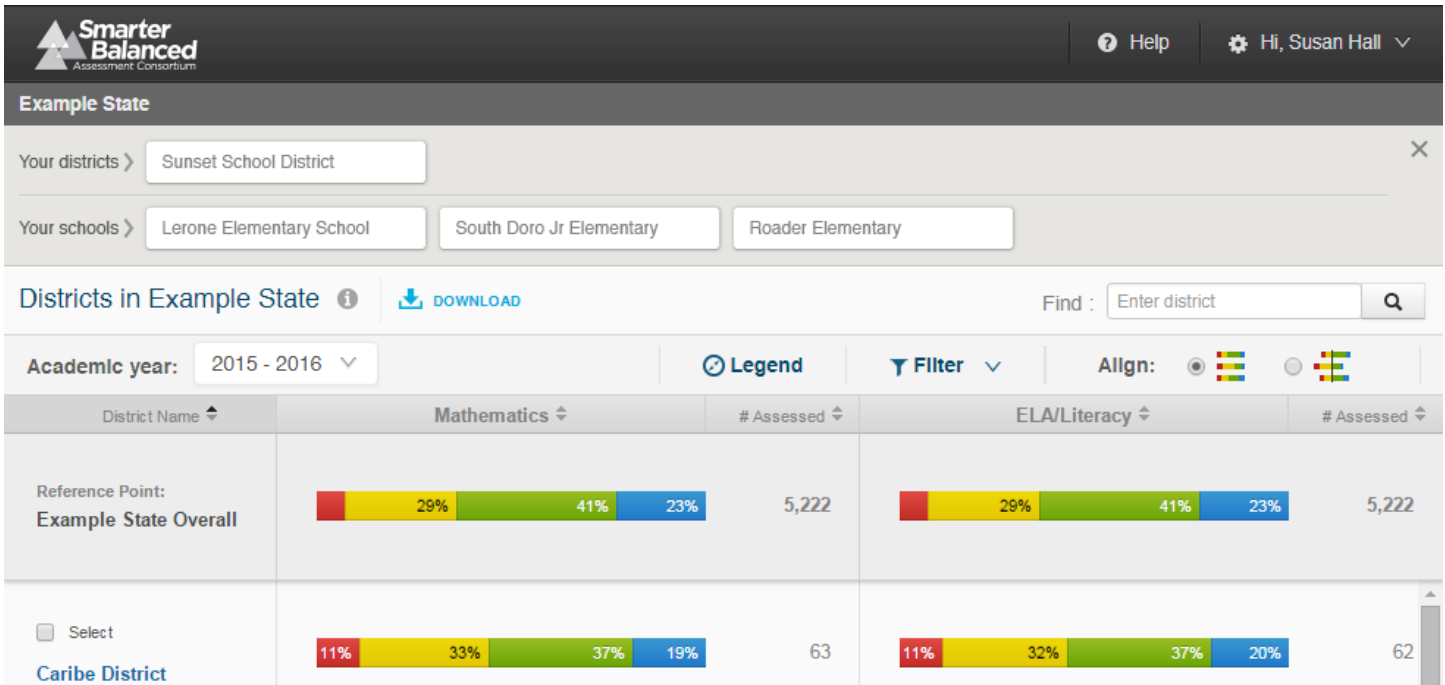 Smarter
Balanced
Assessment Consortium
Help
Hi, Susan Hall
Example State
Your districts
Sunset School District
Your schools
Lerone Elementary School
South Doro Jr Elementary
Roader Elementary
Districts in Example State
DOWNLOAD
Find :
Enter district
Academic year:
2015 - 2016
Legend
Filter
Align:
District Name
Mathematics
# Assessed
ELA/Literacy
# Assessed
Reference Point:
Example State Overall
29% 41% 23%
5,222
29% 41% 23%
5,222
Select
Caribe District
11% 33% 37% 19%
63
11% 32% 37% 20%
62